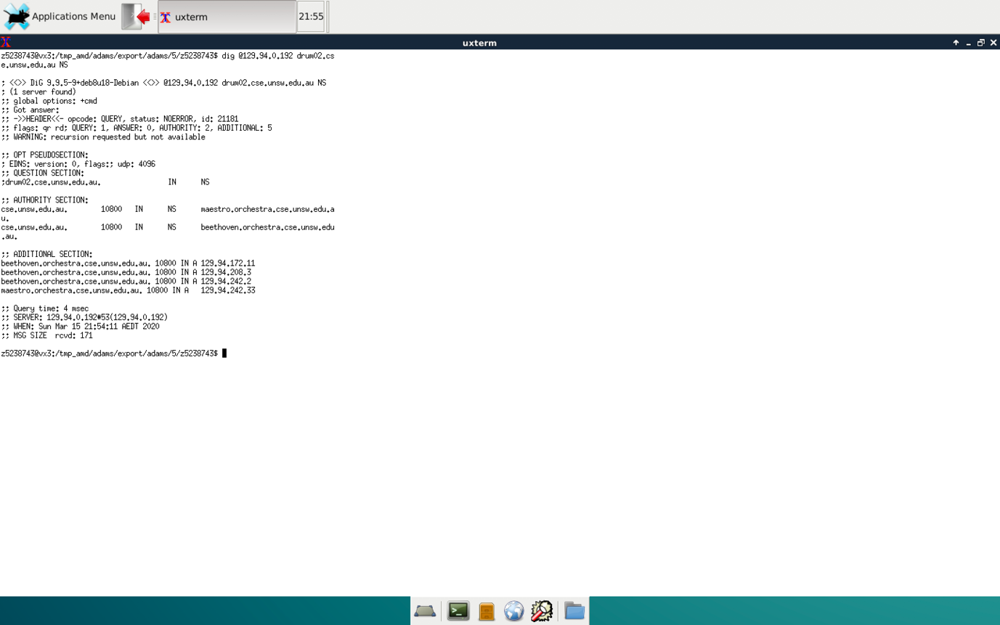 Applications Menu uxterm 21:55
uxterm
z5238743@vx3:/tmp_amd/adams/export/adams/5/z5238743$ dig @129.94.0.192 drum02.cs
e.unsw.edu.au NS
; <<>> DiG 9.9.5-9+deb8u18-Debian <<>> @129.94.0.192 drum02.cse.unsw.edu.au NS
; (1 server found)
;; global options: +cmd
;; Got answer:
;; ->>HEADER<<- opcode: QUERY, status: NOERROR, id: 21181
;; flags: qr rd; QUERY: 1, ANSWER: 0, AUTHORITY: 2, ADDITIONAL: 5
;; WARNING: recursion requested but not available
;; OPT PSEUDOSECTION:
; EDNS: version: 0, flags:; udp: 4096
;; QUESTION SECTION:
;drum02.cse.unsw.edu.au. IN NS
;; AUTHORITY SECTION:
cse.unsw.edu.au. 10800 IN NS maestro.orchestra.cse.unsw.edu.a
u.
cse.unsw.edu.au. 10800 IN NS beethoven.orchestra.cse.unsw.edu
.au.
;; ADDITIONAL SECTION:
beethoven.orchestra.cse.unsw.edu.au. 10800 IN A 129.94.172.11
beethoven.orchestra.cse.unsw.edu.au. 10800 IN A 129.94.208.3
beethoven.orchestra.cse.unsw.edu.au. 10800 IN A 129.94.242.2
maestro.orchestra.cse.unsw.edu.au. 10800 IN A 129.94.242.33
;; Query time: 4 msec
;; SERVER: 129.94.0.192#53(129.94.0.192)
;; WHEN: Sun Mar 15 21:54:11 AEDT 2020
;; MSG SIZE rcvd: 171
z5238743@vx3:/tmp_amd/adams/export/adams/5/z5238743$